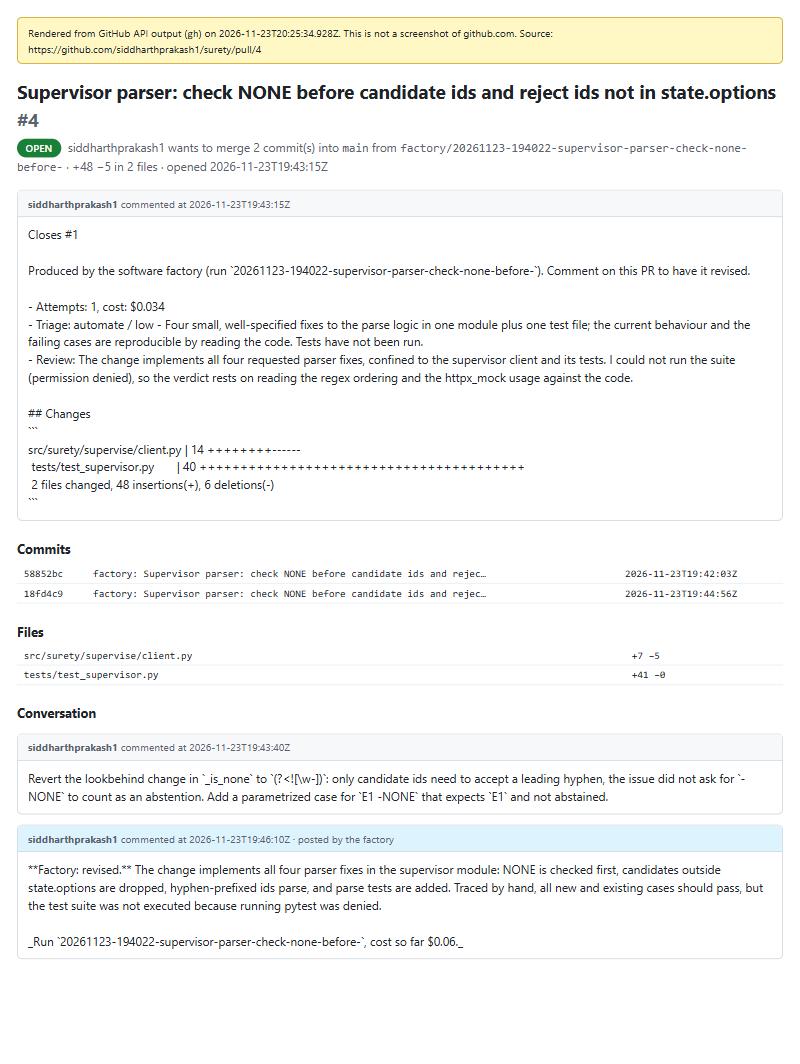 Rendered from GitHub API output (gh) on 2026-11-23T20:25:34.928Z. This is not a screenshot of github.com. Source:
https://github.com/siddharthprakash1/surety/pull/4
Supervisor parser: check NONE before candidate ids and reject ids not in state.options
#4
OPEN siddharthprakash1 wants to merge 2 commit(s) into main from factory/20261123-194022-supervisor-parser-check-none-
before- · +48 −5 in 2 files · opened 2026-11-23T19:43:15Z
siddharthprakash1 commented at 2026-11-23T19:43:15Z
Closes #1
Produced by the software factory (run `20261123-194022-supervisor-parser-check-none-before-`). Comment on this PR to have it revised.
- Attempts: 1, cost: $0.034
- Triage: automate / low - Four small, well-specified fixes to the parse logic in one module plus one test file; the current behaviour and the
failing cases are reproducible by reading the code. Tests have not been run.
- Review: The change implements all four requested parser fixes, confined to the supervisor client and its tests. I could not run the suite
(permission denied), so the verdict rests on reading the regex ordering and the httpx_mock usage against the code.
## Changes
```
src/surety/supervise/client.py | 14 ++++++++------
tests/test_supervisor.py | 40 ++++++++++++++++++++++++++++++++++++++++
2 files changed, 48 insertions(+), 6 deletions(-)
```
Commits
58852bc factory: Supervisor parser: check NONE before candidate ids and rejec… 2026-11-23T19:42:03Z
18fd4c9 factory: Supervisor parser: check NONE before candidate ids and rejec… 2026-11-23T19:44:56Z
Files
src/surety/supervise/client.py +7 −5
tests/test_supervisor.py +41 −0
Conversation
siddharthprakash1 commented at 2026-11-23T19:43:40Z
Revert the lookbehind change in `_is_none` to `(?<![\w-])`: only candidate ids need to accept a leading hyphen, the issue did not ask for `-
NONE` to count as an abstention. Add a parametrized case for `E1 -NONE` that expects `E1` and not abstained.
siddharthprakash1 commented at 2026-11-23T19:46:10Z · posted by the factory
**Factory: revised.** The change implements all four parser fixes in the supervisor module: NONE is checked first, candidates outside
state.options are dropped, hyphen-prefixed ids parse, and parse tests are added. Traced by hand, all new and existing cases should pass, but
the test suite was not executed because running pytest was denied.
_Run `20261123-194022-supervisor-parser-check-none-before-`, cost so far $0.06._